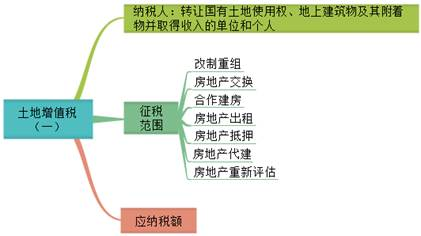 纳税人：转让国有土地使用权、地上建筑物及其附着
物并取得收入的单位和个人
土地增值税
（一）
征税
范围
改制重组
房地产交换
合作建房
房地产出租
房地产抵押
房地产代建
房地产重新评估
应纳税额